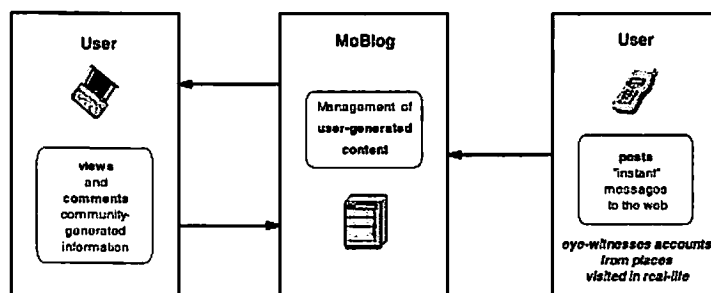 User
views
and
comments
community-
generated
information
MoBlog
Management of
user-generated
content
User
posts
"instant"
messages
to the web
eye-witnesses accounts
from places
visited in real-life